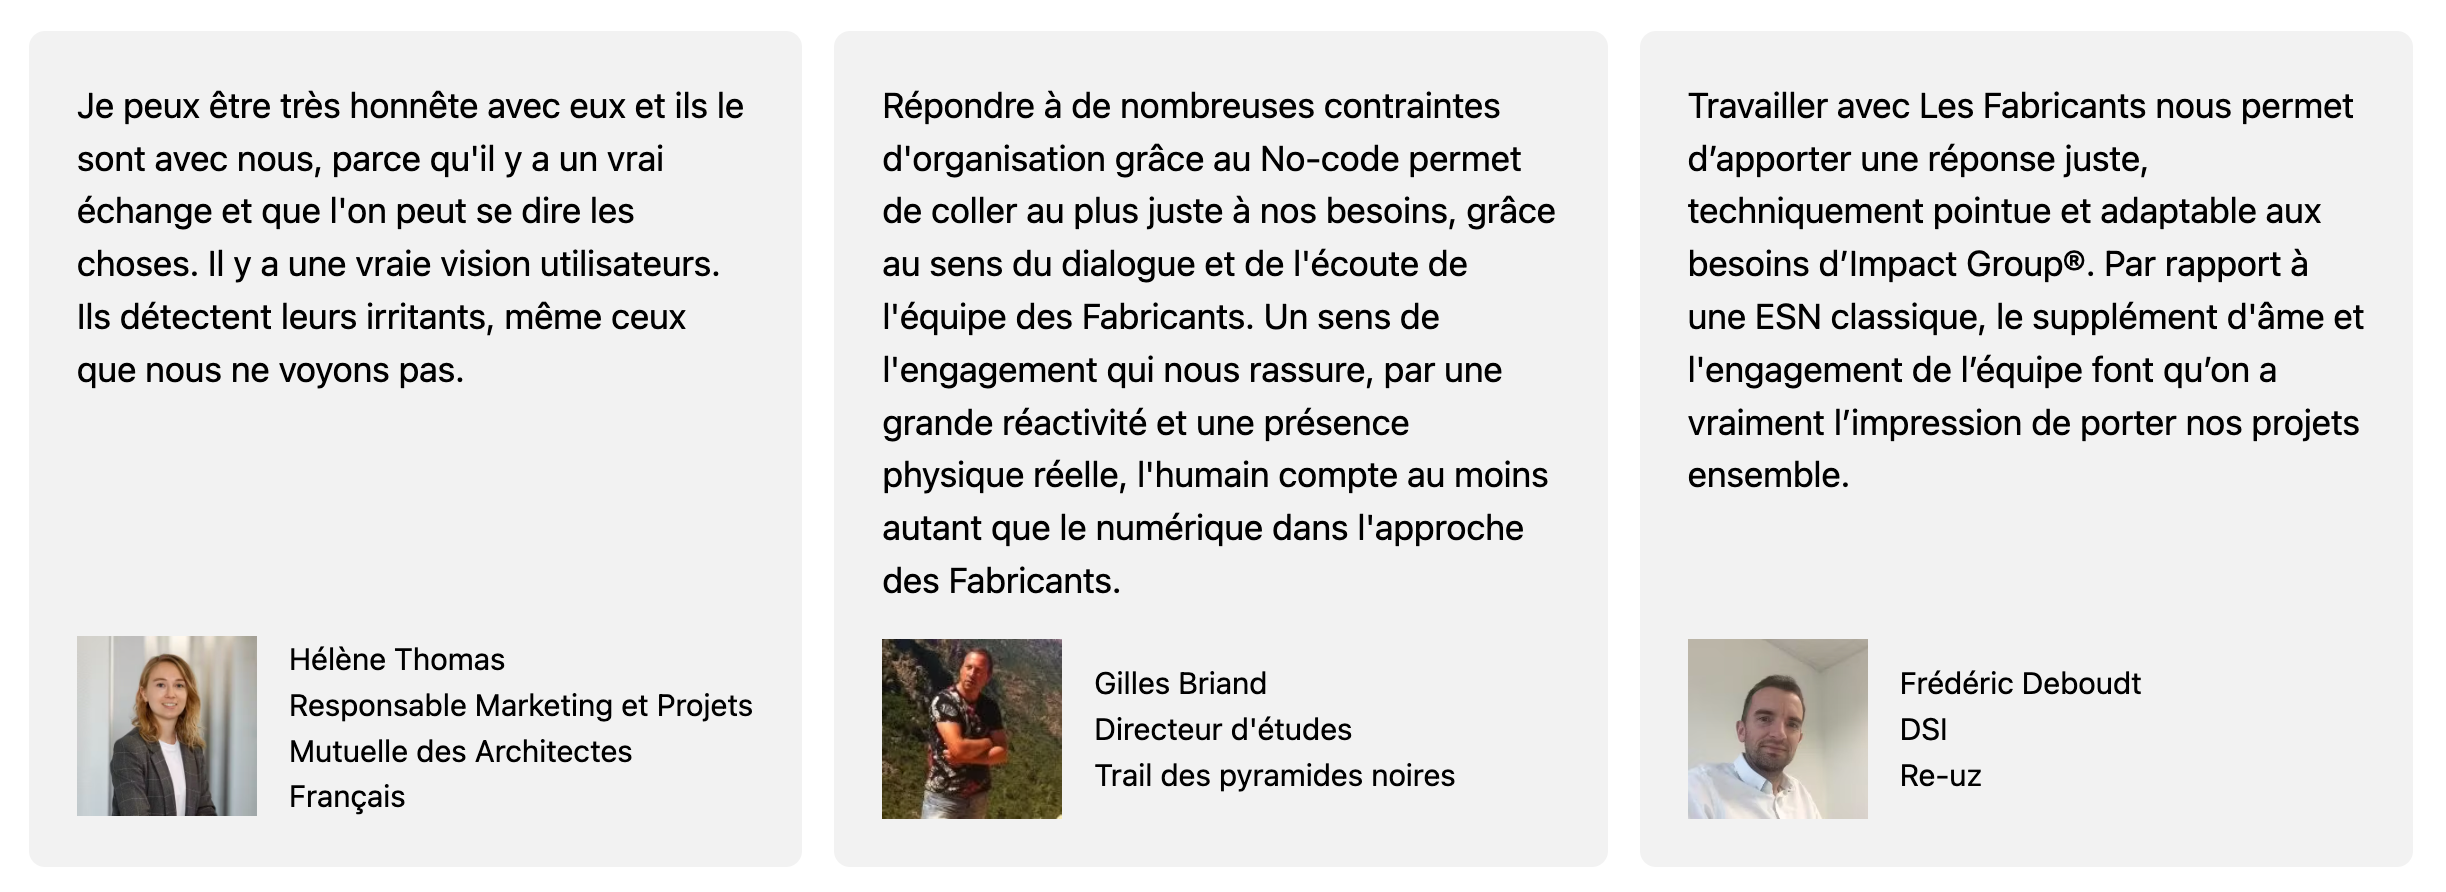 Je peux être très honnête avec eux et ils le
sont avec nous, parce qu'il y a un vrai
échange et que l'on peut se dire les
choses. Il y a une vraie vision utilisateurs.
Ils détectent leurs irritants, même ceux
que nous ne voyons pas.
Hélène Thomas
Responsable Marketing et Projets
Mutuelle des Architectes
Français
Répondre à de nombreuses contraintes
d'organisation grâce au No-code permet
de coller au plus juste à nos besoins, grâce
au sens du dialogue et de l'écoute de
l'équipe des Fabricants. Un sens de
l'engagement qui nous rassure, par une
grande réactivité et une présence
physique réelle, l'humain compte au moins
autant que le numérique dans l'approche
des Fabricants.
Gilles Briand
Directeur d'études
Trail des pyramides noires
Travailler avec Les Fabricants nous permet
d’apporter une réponse juste,
techniquement pointue et adaptable aux
besoins d’Impact Group®. Par rapport à
une ESN classique, le supplément d'âme et
l'engagement de l’équipe font qu’on a
vraiment l’impression de porter nos projets
ensemble.
Frédéric Deboudt
DSI
Re-uz